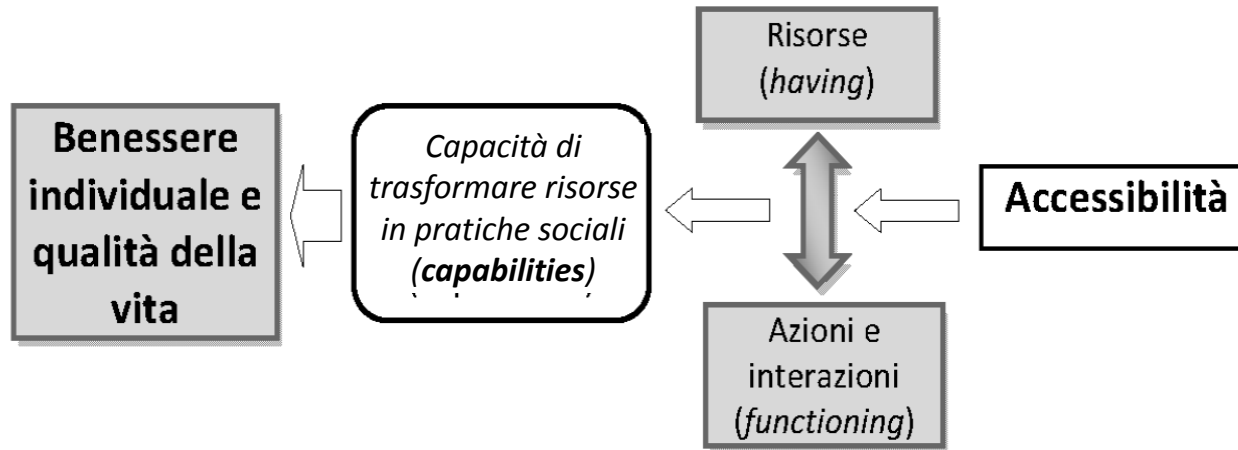 Risorse
(having)
Benessere
individuale e
qualità della
vita
Capacità di
trasformare risorse
in pratiche sociali
(capabilities)
Accessibilità
Azioni e
interazioni
(functioning)